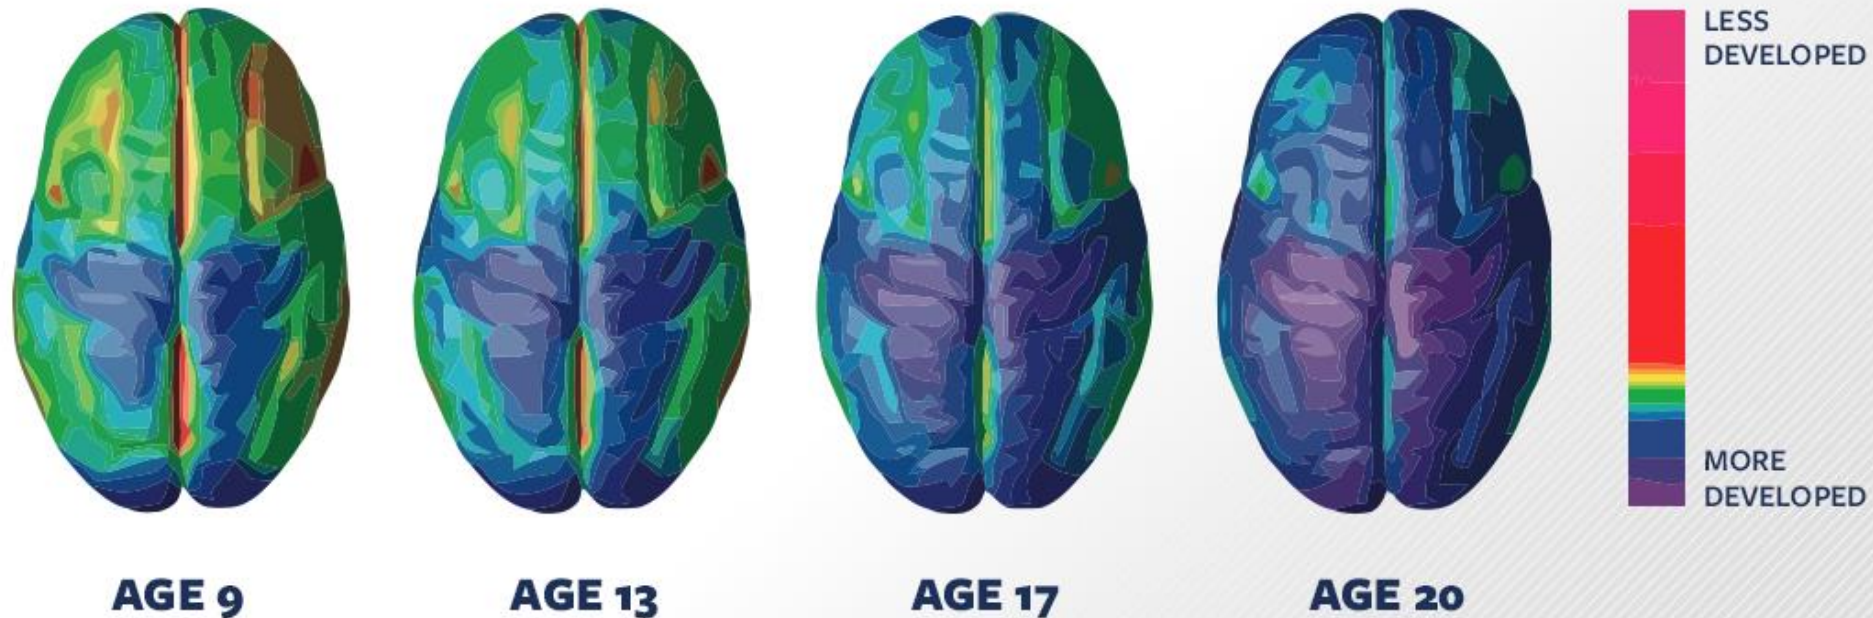 LESS
DEVELOPED
MORE
DEVELOPED
AGE 9
AGE 13
AGE 17
AGE 20